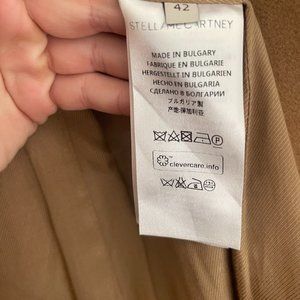 42
STELLA McCARTNEY
MADE IN BULGARY
FABRIQUE EN BULGARIE
HERGESTELLT IN BULGARIEN
HECHO EN BULGARIA
СДЕЛАНО В БОЛГАРИИ
ブルガリア製
产地:保加利亚
P
clevercare.info